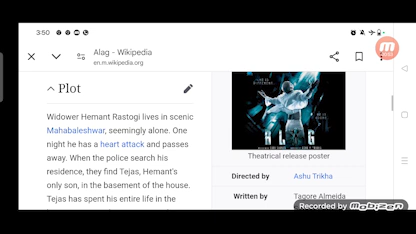 3:50
Alag - Wikipedia
en.m.wikipedia.org
Plot
Widower Hemant Rastogi lives in scenic
Mahabaleshwar, seemingly alone. One
night he has a heart attack and passes
away. When the police search his
residence, they find Tejas, Hemant's
only son, in the basement of the house.
Tejas has spent his entire life in the
ALAG
Theatrical release poster
Directed by Ashu Trikha
Written by Tagore Almeida
Recorded by Mobizen